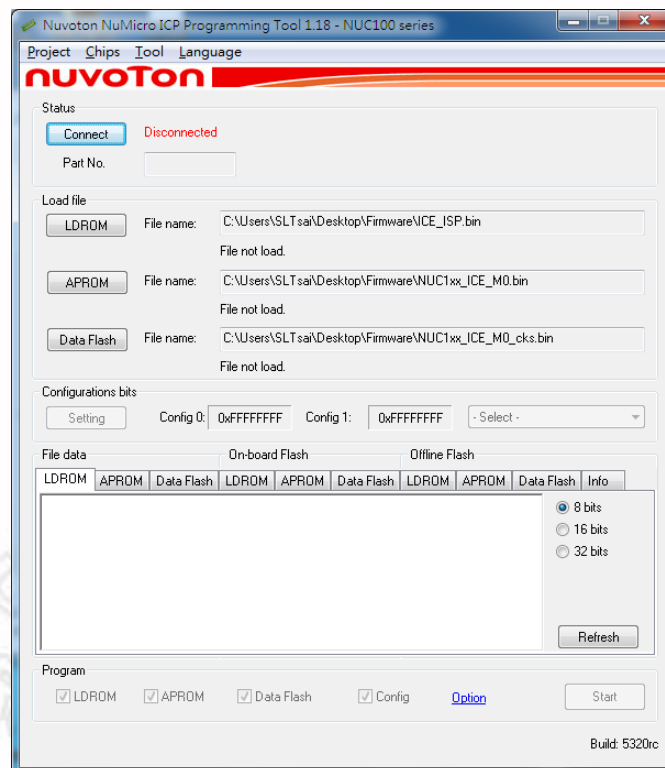 Nuvoton NuMicro ICP Programming Tool 1.18 - NUC100 series
Project Chips Tool Language
nuvoTon
Status
Connect Disconnected
Part No.
Load file
LDROM File name: C:\Users\SLTsai\Desktop\Firmware\ICE_ISP.bin
File not load.
APROM File name: C:\Users\SLTsai\Desktop\Firmware\NUC1xx_ICE_M0.bin
File not load.
Data Flash File name: C:\Users\SLTsai\Desktop\Firmware\NUC1xx_ICE_M0_cks.bin
File not load.
Configurations bits
Setting Config 0: 0xFFFFFFFF Config 1: 0xFFFFFFFF - Select -
File data On-board Flash Offline Flash
LDROM APROM Data Flash LDROM APROM Data Flash LDROM APROM Data Flash Info
8 bits
16 bits
32 bits
Refresh
Program
LDROM APROM Data Flash Config Option Start
Build: 5320rc